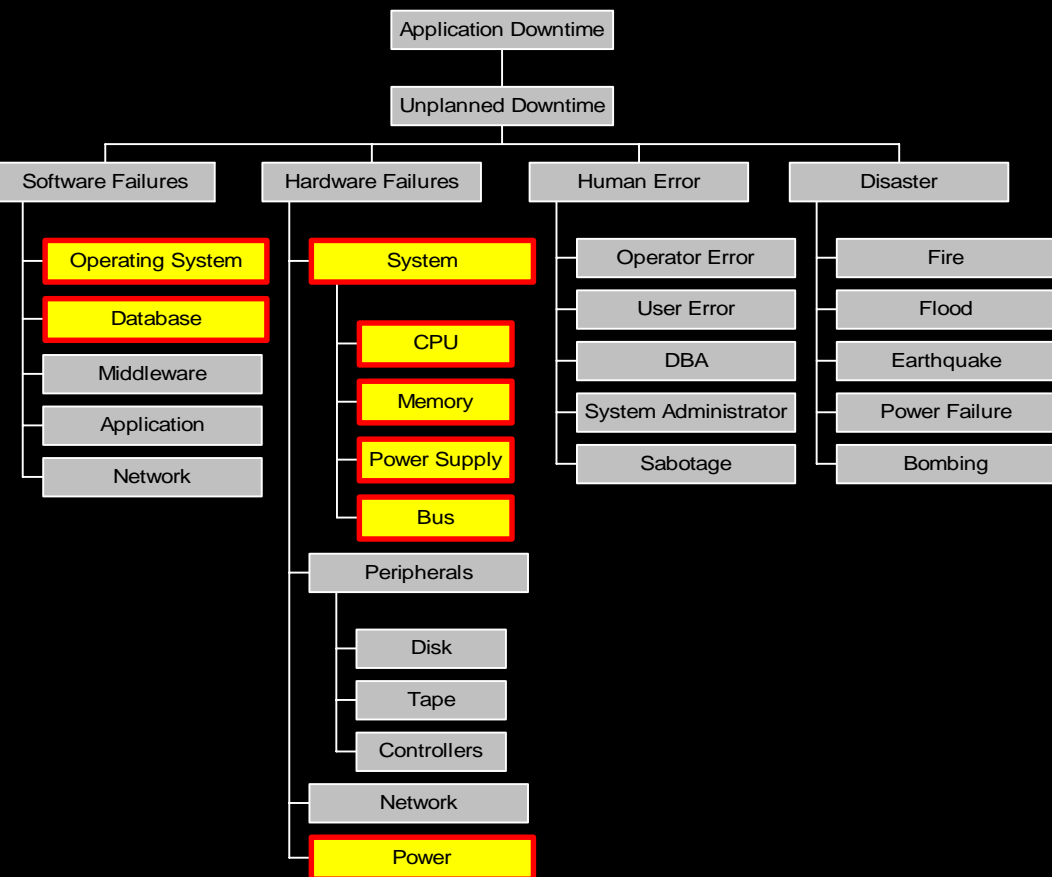 Application Downtime
Unplanned Downtime
Software Failures
Operating System
Database
Middleware
Application
Network
Hardware Failures
System
CPU
Memory
Power Supply
Bus
Peripherals
Disk
Tape
Controllers
Network
Power
Human Error
Operator Error
User Error
DBA
System Administrator
Sabotage
Disaster
Fire
Flood
Earthquake
Power Failure
Bombing